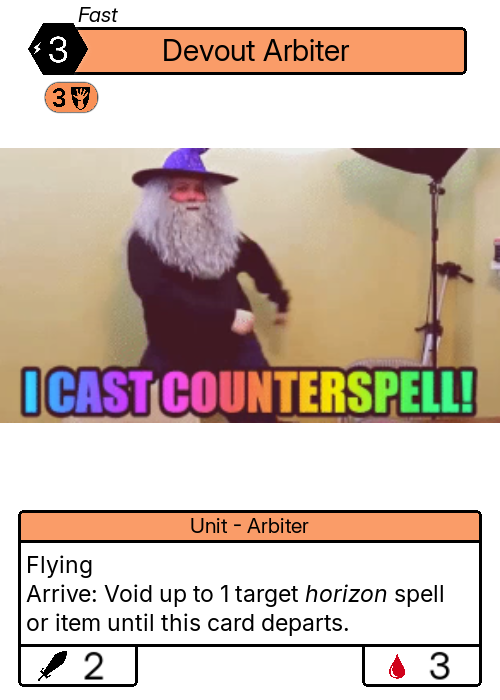 Fast
3 Devout Arbiter
3
I CAST COUNTERSPELL!
Unit - Arbiter
Flying
Arrive: Void up to 1 target horizon spell
or item until this card departs.
2 3